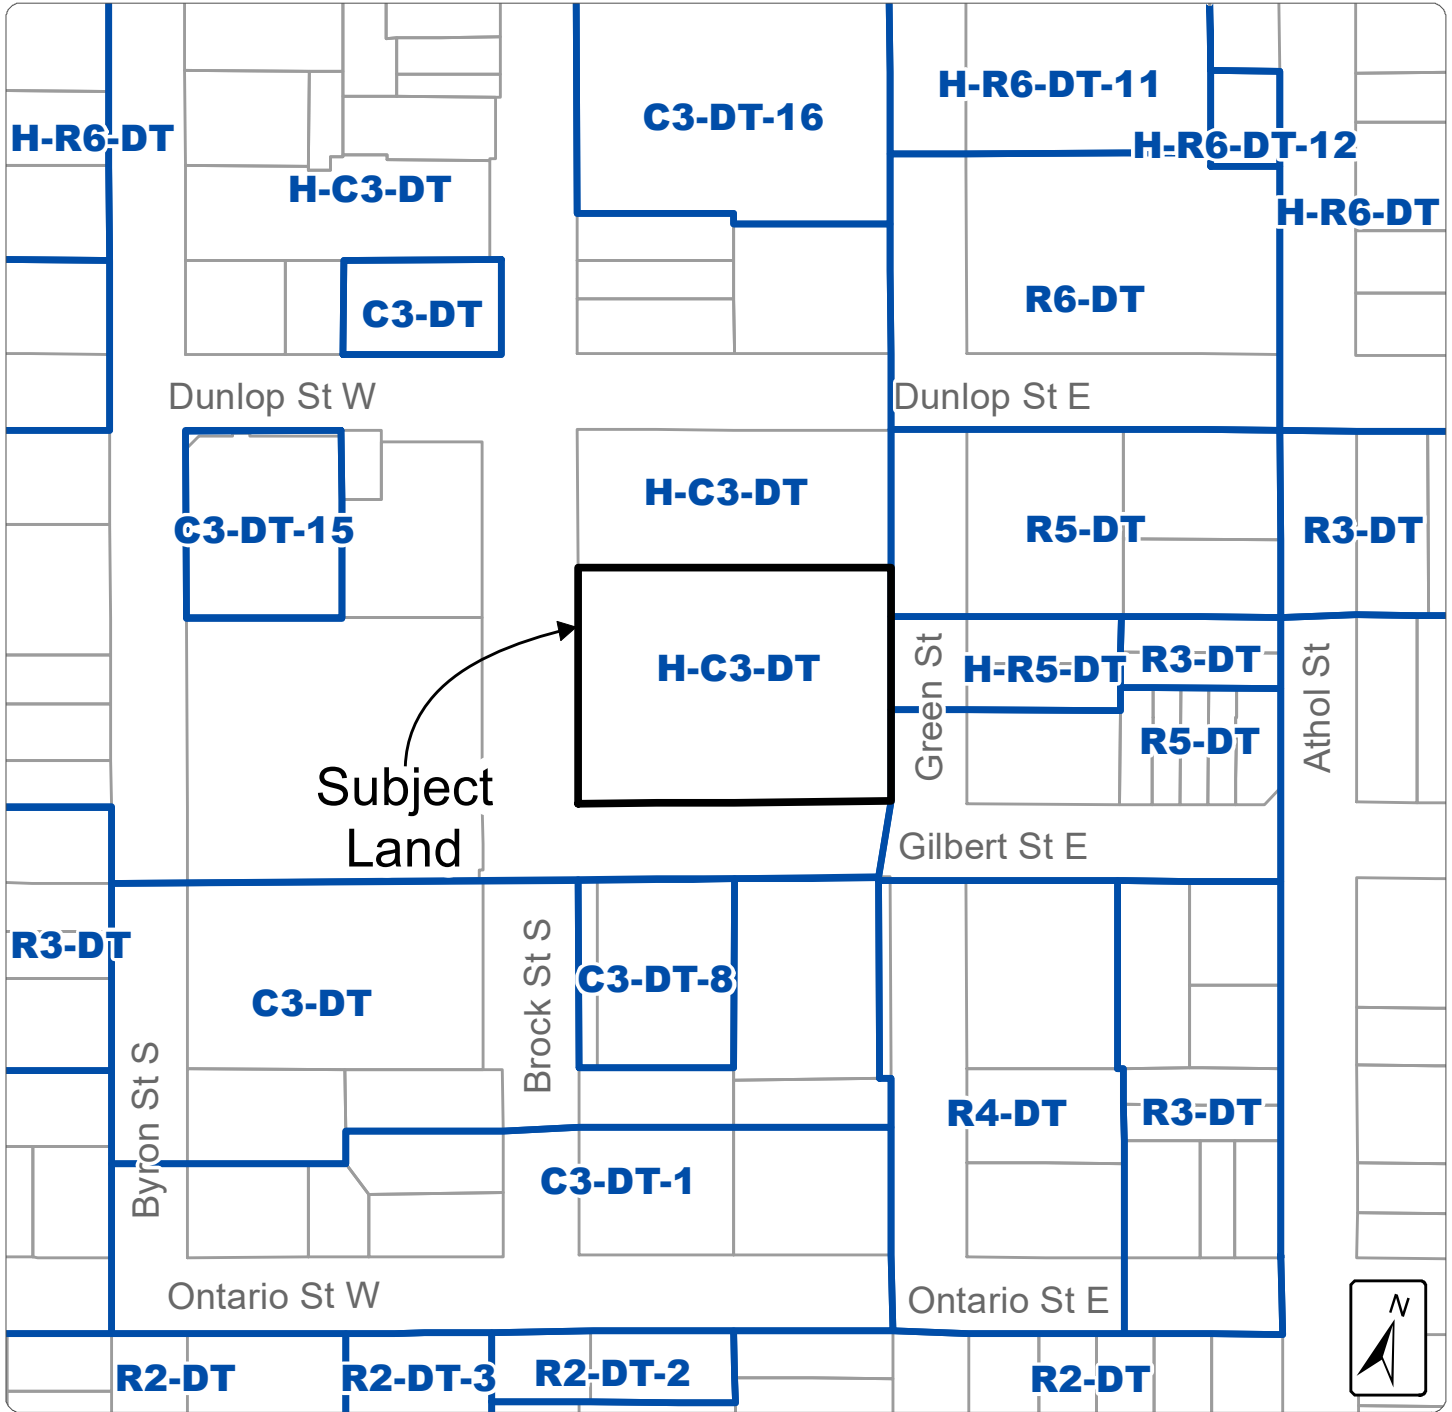 H-R6-DT-11
C3-DT-16
H-R6-DT
H-R6-DT-12
H-C3-DT
H-R6-DT
R6-DT
C3-DT
Dunlop St W
Dunlop St E
H-C3-DT
C3-DT-15
R5-DT
R3-DT
H-C3-DT
Green St
H-R5-DT
R3-DT
Athol St
R5-DT
Subject
Land
Gilbert St E
R3-DT
C3-DT
Brock St S
C3-DT-8
Byron St S
R4-DT
R3-DT
C3-DT-1
Ontario St W
Ontario St E
N
R2-DT
R2-DT-3
R2-DT-2
R2-DT